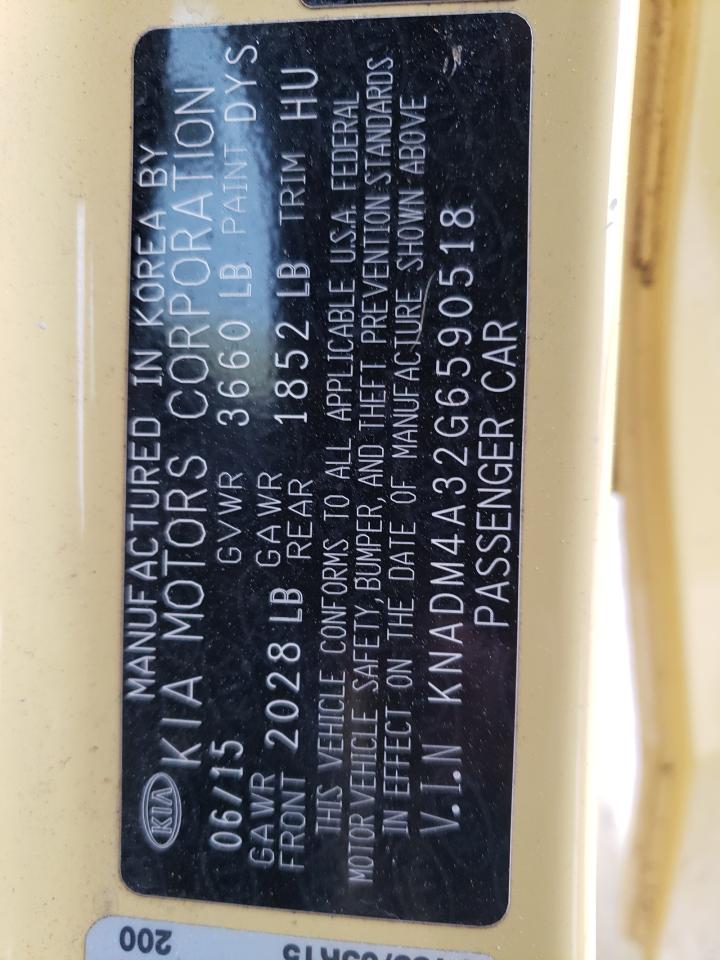 KIA
MANUFACTURED IN KOREA BY
KIA MOTORS CORPORATION
06/15 GVWR 3660 LB PAINT DYS
GAWR FRONT 2028 LB GAWR REAR 1852 LB TRIM HU
THIS VEHICLE CONFORMS TO ALL APPLICABLE U.S.A. FEDERAL
MOTOR VEHICLE SAFETY, BUMPER, AND THEFT PREVENTION STANDARDS
IN EFFECT ON THE DATE OF MANUFACTURE SHOWN ABOVE
V.I.N KNADM4A32G6590518
PASSENGER CAR
200